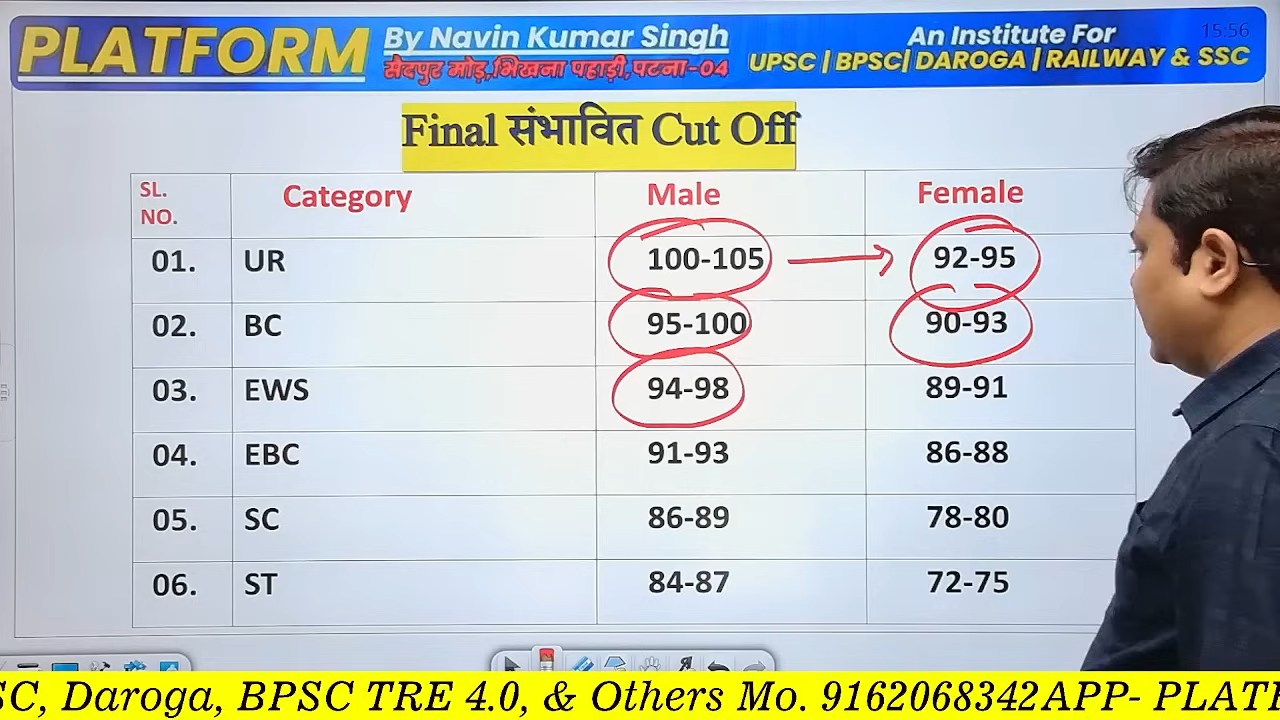 PLATFORM
By Navin Kumar Singh
सैदपुर मोड़,भिखना पहाड़ी,पटना-04
An Institute For
15:56
UPSC | BPSC| DAROGA | RAILWAY & SSC
Final संभावित Cut Off
SL. NO. Category Male Female
01. UR 100-105 92-95
02. BC 95-100 90-93
03. EWS 94-98 89-91
04. EBC 91-93 86-88
05. SC 86-89 78-80
06. ST 84-87 72-75
SC, Daroga, BPSC TRE 4.0, & Others Mo. 9162068342APP- PLATF